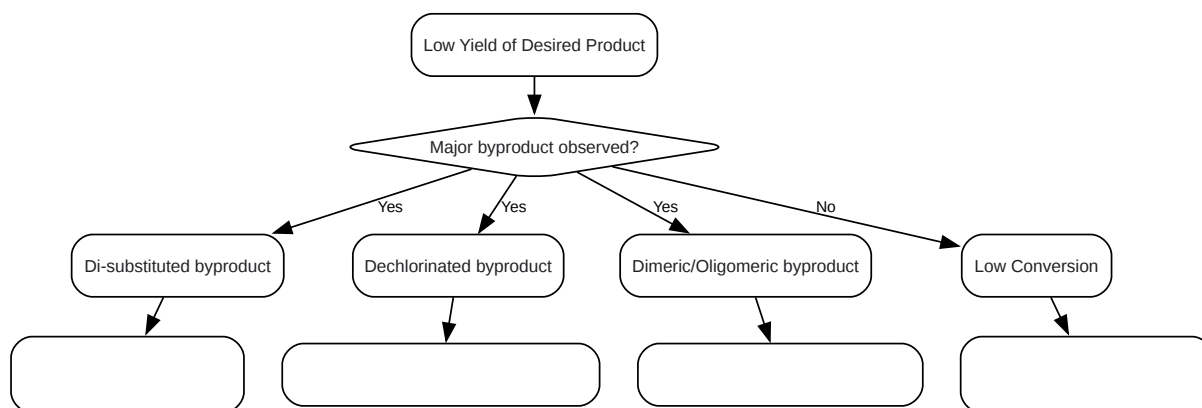 Low Yield of Desired Product
Major byproduct observed?
Yes
Yes
Yes
No
Di-substituted byproduct
Dechlorinated byproduct
Dimeric/Oligomeric byproduct
Low Conversion